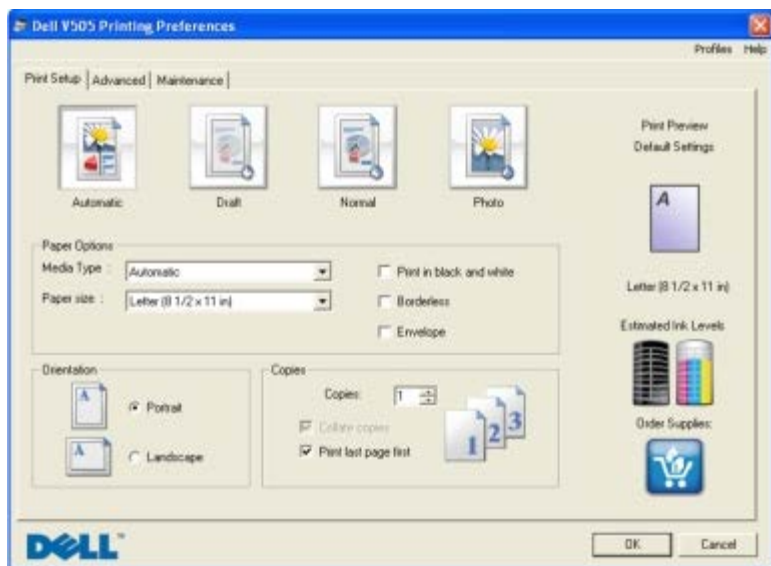 Dell V505 Printing Preferences
Profiles Help
Print Setup Advanced Maintenance
Automatic Draft Normal Photo
Print Preview
Default Settings
A
Letter (8 1/2 x 11 in)
Paper Options
Media Type : Automatic
Paper size : Letter (8 1/2 x 11 in)
Print in black and white
Borderless
Envelope
Estimated Ink Levels
Orientation
A Portrait
A Landscape
Copies
Copies: 1
Collate copies
Print last page first
1 2 3
Order Supplies:
DELL™
OK Cancel